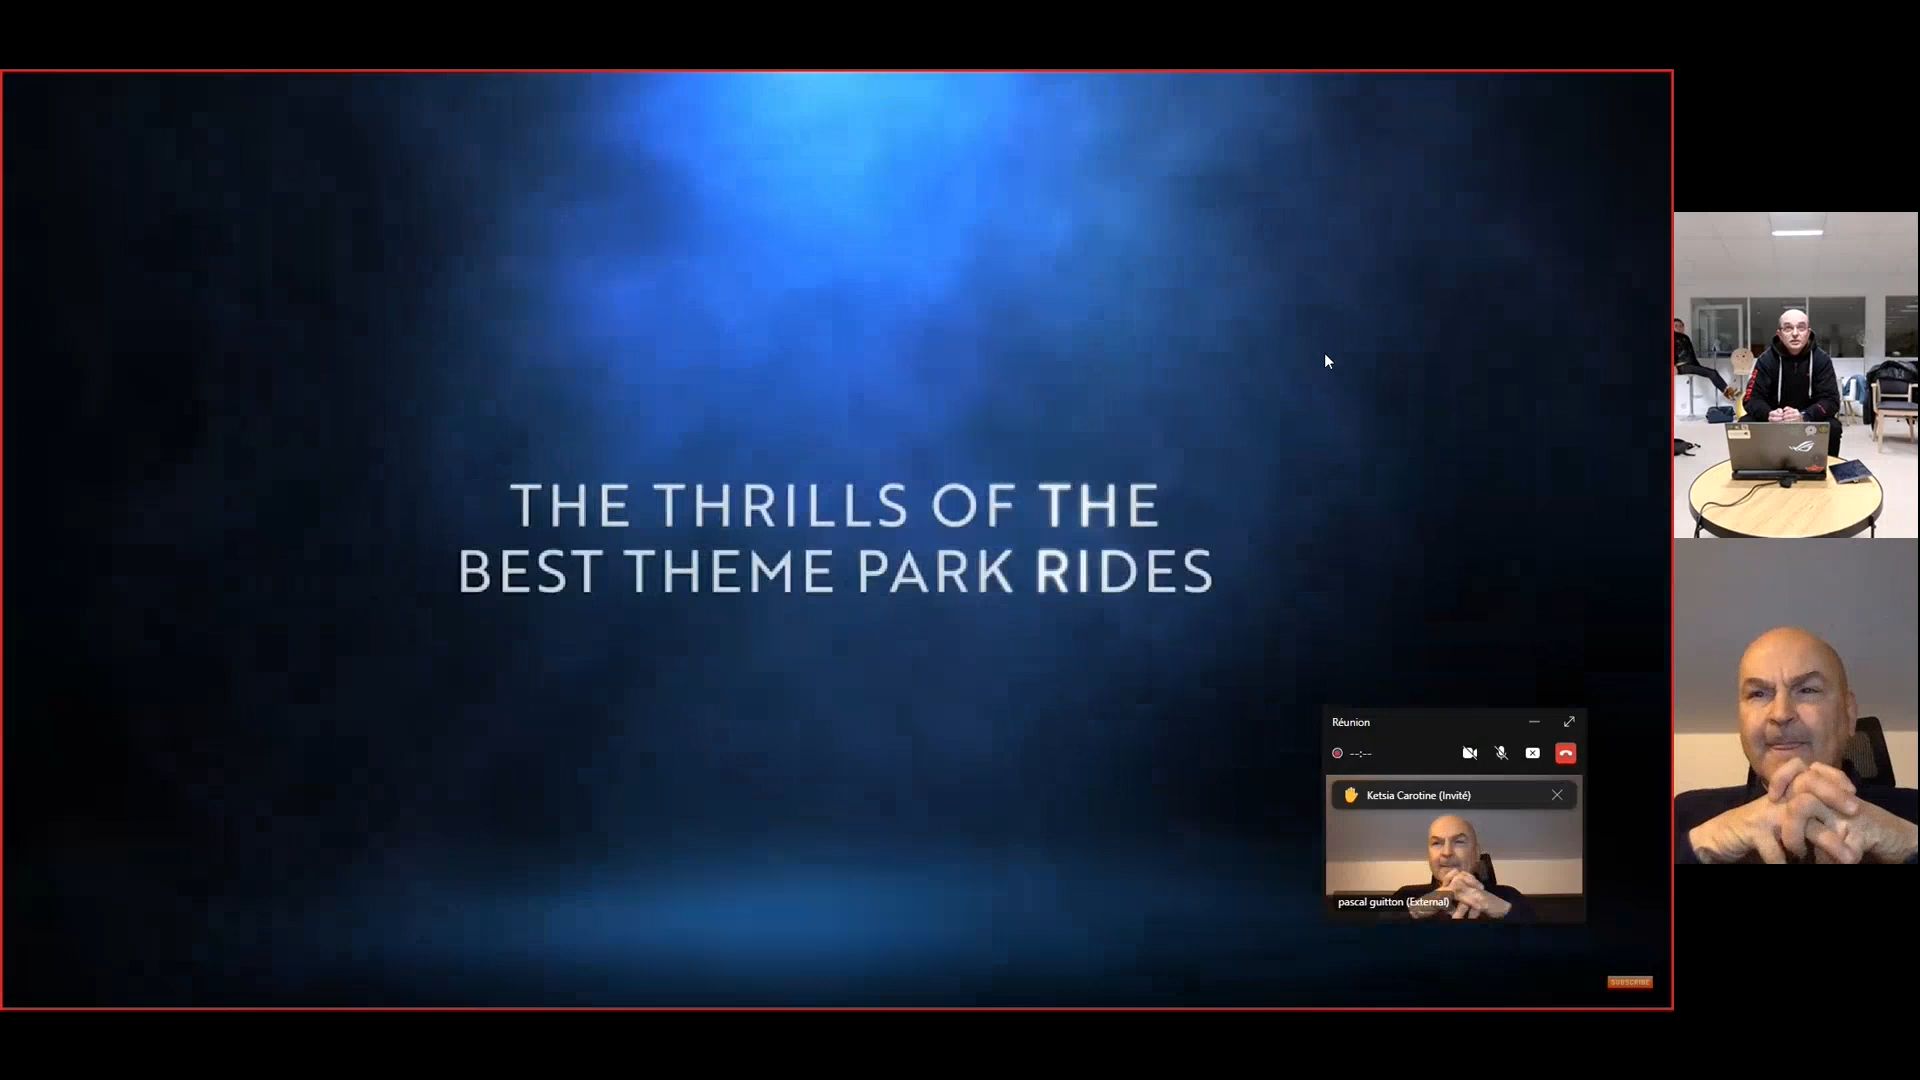 THE THRILLS OF THE
BEST THEME PARK RIDES
Réunion
--:--
Ketsia Carotine (Invité)
pascal guitton (External)
SUBSCRIBE